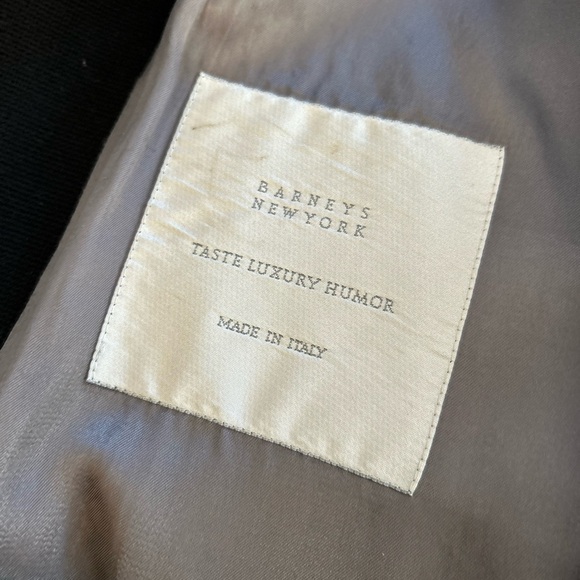 BARNEYS
NEWYORK
TASTE LUXURY HUMOR
MADE IN ITALY